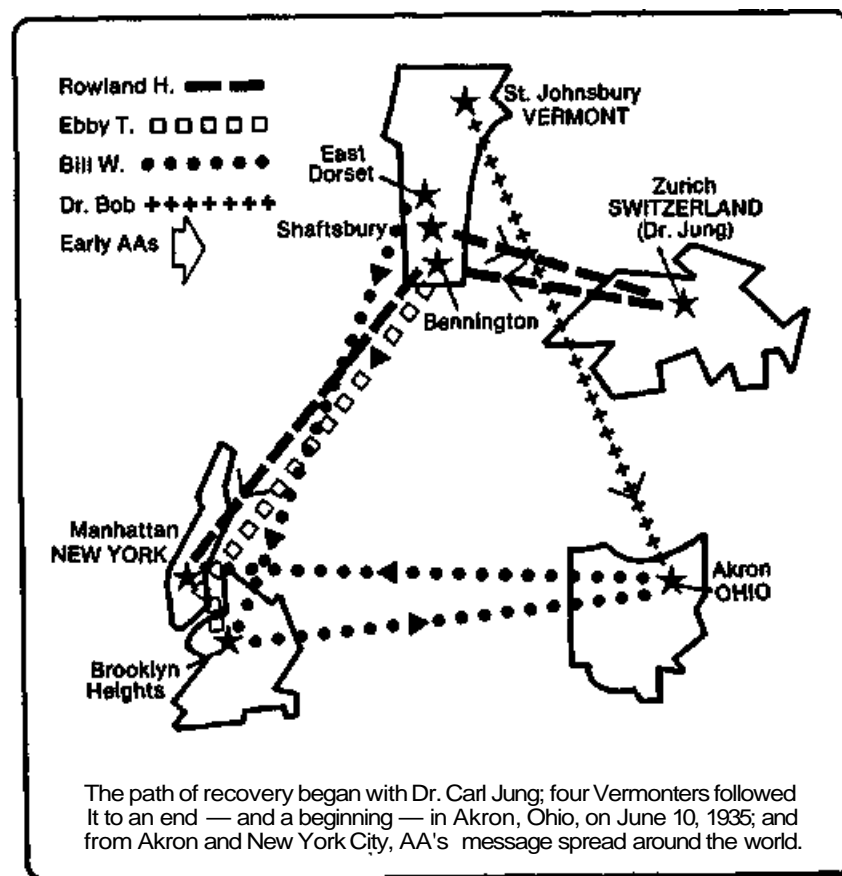 Rowland H.
Ebby T.
Bill W.
Dr. Bob
Early AAs
St. Johnsbury
VERMONT
East
Dorset
Shaftsbury
Bennington
Zurich
SWITZERLAND
(Dr. Jung)
Manhattan
NEW YORK
Brooklyn
Heights
Akron
OHIO
The path of recovery began with Dr. Carl Jung; four Vermonters followed
It to an end — and a beginning — in Akron, Ohio, on June 10, 1935; and
from Akron and New York City, AA's message spread around the world.